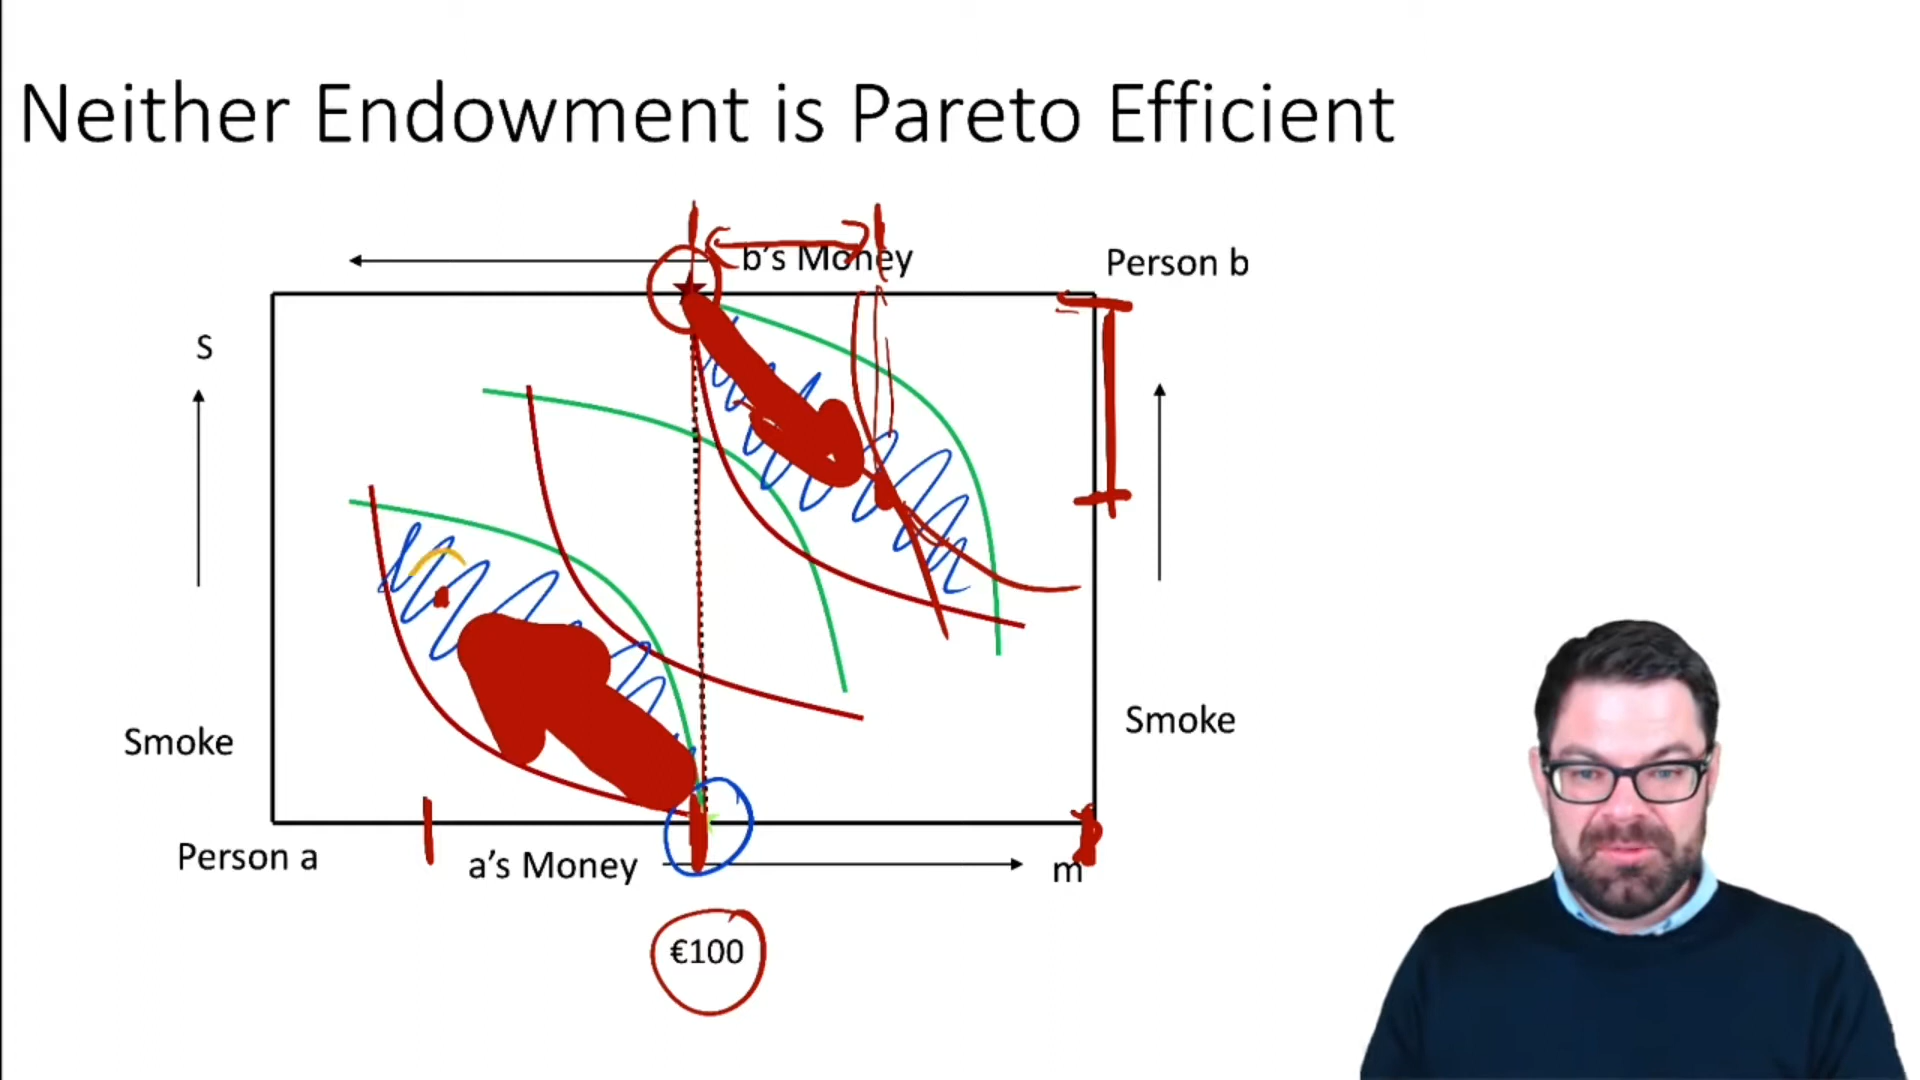 Neither Endowment is Pareto Efficient
b's Money
Person b
S
Smoke
Smoke
Person a
a's Money
m
€100